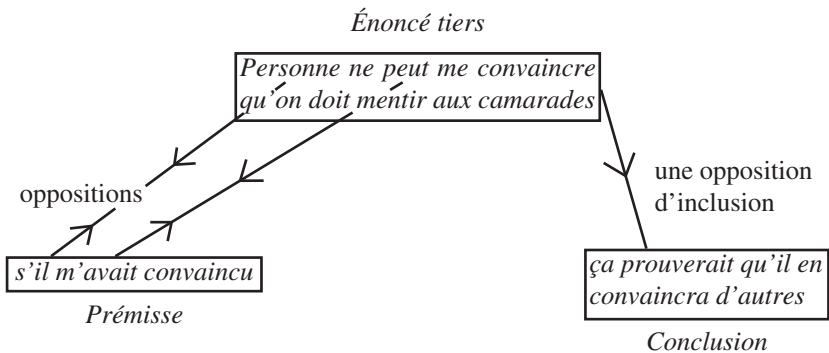 Énoncé tiers
Personne ne peut me convaincre
qu'on doit mentir aux camarades
oppositions
une opposition
d'inclusion
s'il m'avait convaincu
Prémisse
ça prouverait qu'il en
convaincra d'autres
Conclusion